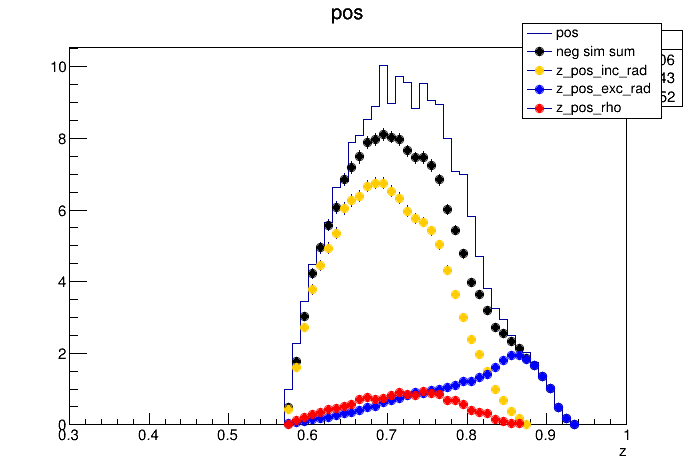 pos
pos
neg sim sum
z_pos_inc_rad
z_pos_exc_rad
z_pos_rho
06
43
52
10
8
6
4
2
0
0.3 0.4 0.5 0.6 0.7 0.8 0.9 1
z